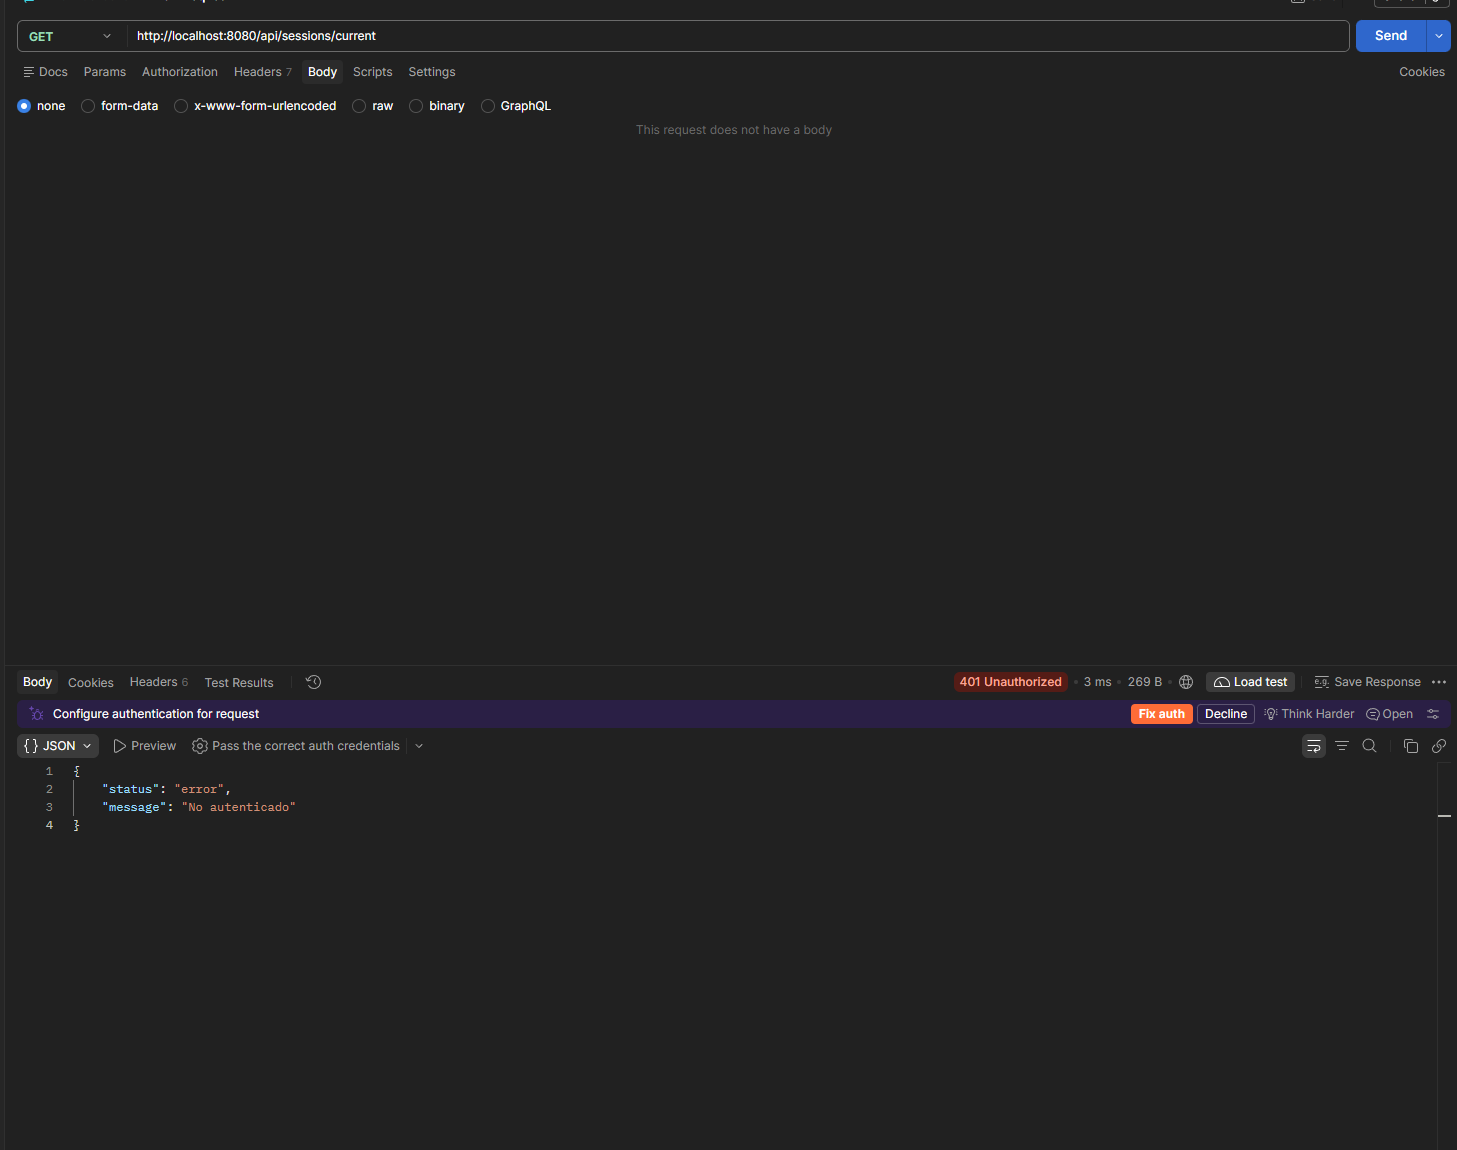 GET http://localhost:8080/api/sessions/current Send
Docs Params Authorization Headers 7 Body Scripts Settings Cookies
none form-data x-www-form-urlencoded raw binary GraphQL
This request does not have a body
Body Cookies Headers 6 Test Results 401 Unauthorized • 3 ms • 269 B • Load test e.g. Save Response
Configure authentication for request Fix auth Decline Think Harder Open
{} JSON Preview Pass the correct auth credentials
1 {
2 "status": "error",
3 "message": "No autenticado"
4 }